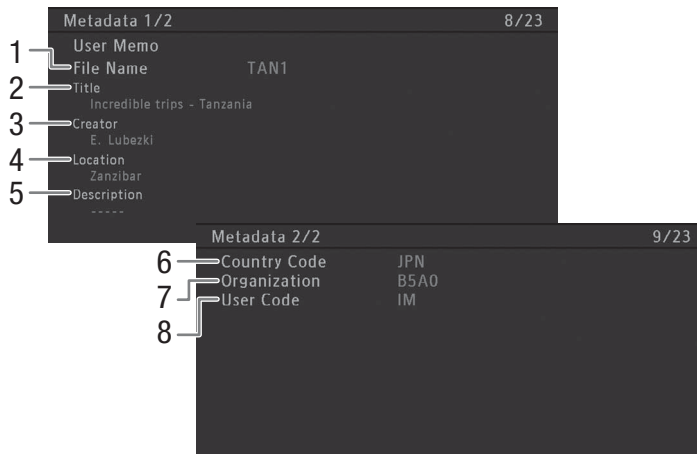 Metadata 1/2 8/23
User Memo
1 File Name TAN1
2 Title
Incredible trips - Tanzania
3 Creator
E. Lubezki
4 Location
Zanzibar
5 Description
-----
Metadata 2/2 9/23
6 Country Code JPN
7 Organization B5A0
8 User Code IM